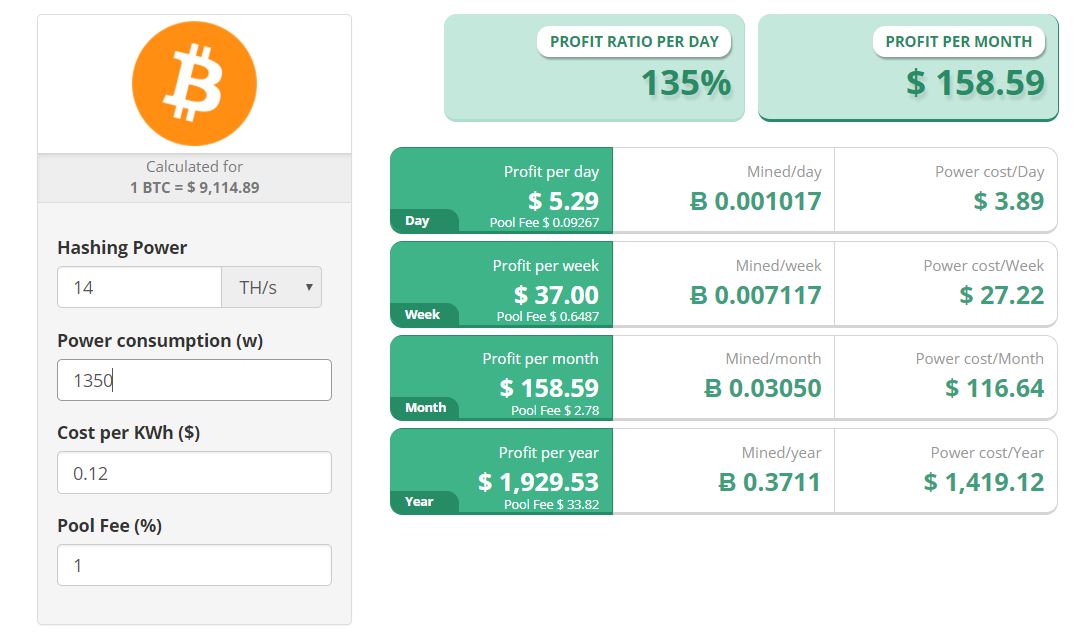 Calculated for
1 BTC = $ 9,114.89
Hashing Power
14 TH/s
Power consumption (w)
1350
Cost per KWh ($)
0.12
Pool Fee (%)
1
PROFIT RATIO PER DAY
135%
PROFIT PER MONTH
$ 158.59
Day
Profit per day
$ 5.29
Pool Fee $ 0.09267
Mined/day
Ƀ 0.001017
Power cost/Day
$ 3.89
Week
Profit per week
$ 37.00
Pool Fee $ 0.6487
Mined/week
Ƀ 0.007117
Power cost/Week
$ 27.22
Month
Profit per month
$ 158.59
Pool Fee $ 2.78
Mined/month
Ƀ 0.03050
Power cost/Month
$ 116.64
Year
Profit per year
$ 1,929.53
Pool Fee $ 33.82
Mined/year
Ƀ 0.3711
Power cost/Year
$ 1,419.12